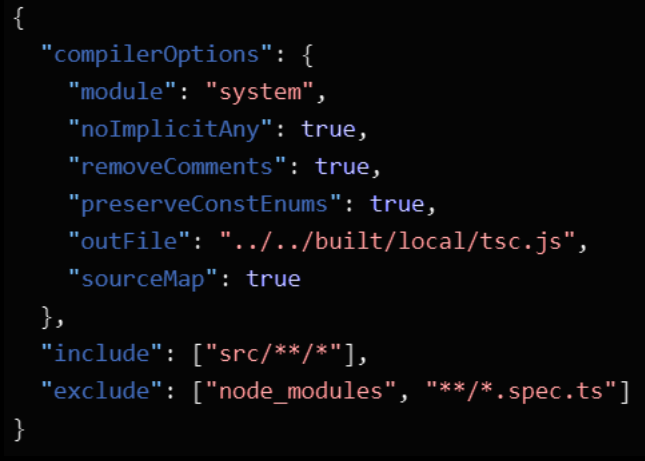 {
  "compilerOptions": {
    "module": "system",
    "noImplicitAny": true,
    "removeComments": true,
    "preserveConstEnums": true,
    "outFile": "../../built/local/tsc.js",
    "sourceMap": true
  },
  "include": ["src/**/*"],
  "exclude": ["node_modules", "**/*.spec.ts"]
}